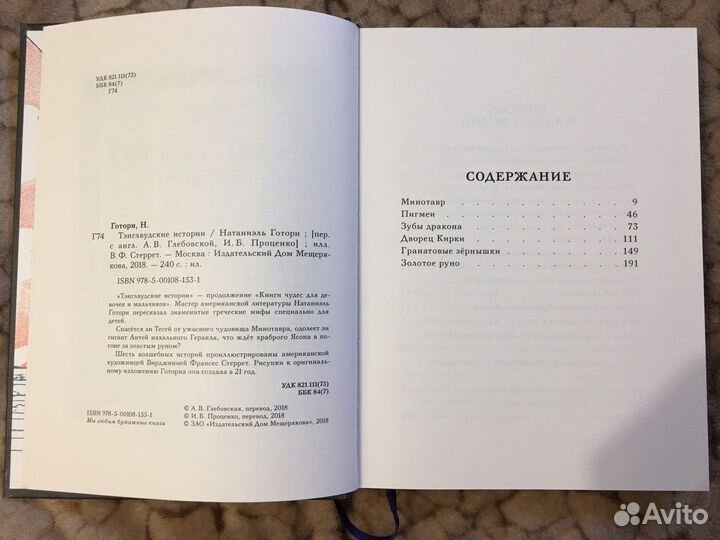 УДК 821.111(73)
ББК 84(7)
Г74
Готорн, Н.
Г74 Тэнглвудские истории / Натаниэль Готорн ; [пер.
с англ. А. В. Глебовской, И. Б. Проценко] ; илл.
В. Ф. Стеррет. — Москва : Издательский Дом Мещеря-
кова, 2018. — 240 с. : ил.
ISBN 978-5-00108-153-1
«Тэнглвудские истории» — продолжение «Книги чудес для де-
вочек и мальчиков». Мастер американской литературы Натаниэль
Готорн пересказал знаменитые греческие мифы специально для
детей.
Спасётся ли Тесей от ужасного чудовища Минотавра, одолеет ли
гигант Антей нахального Геракла, что ждёт храброго Ясона в по-
гоне за золотым руном?
Шесть волшебных историй проиллюстрированы американской
художницей Вирджинией Франсес Стеррет. Рисунки к оригиналь-
ному изложению Готорна она создала в 21 год.
УДК 821.111(73)
ББК 84(7)
ISBN 978-5-00108-153-1
Мы любим бумажные книги
© А. В. Глебовская, перевод, 2018
© И. Б. Проценко, перевод, 2018
© ЗАО «Издательский Дом Мещерякова», 2018
СОДЕРЖАНИЕ
Минотавр . . . . . . . . . . 9
Пигмеи . . . . . . . . . . 46
Зубы дракона . . . . . . . . . . 73
Дворец Кирки . . . . . . . . . . 111
Гранатовые зёрнышки . . . . . . . . . . 149
Золотое руно . . . . . . . . . . 191
Avito